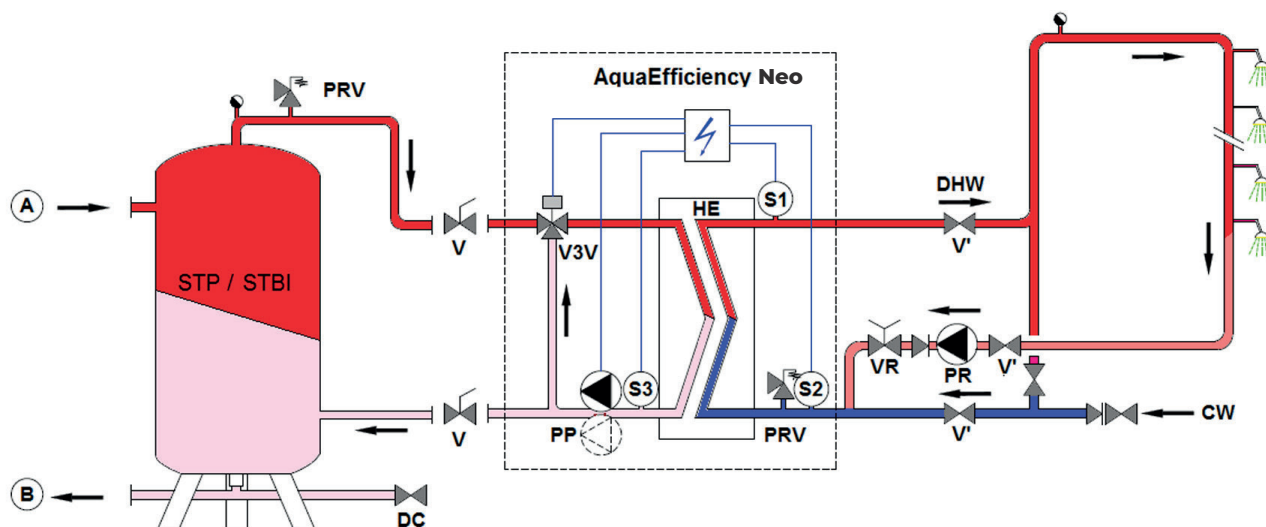 AquaEfficiency Neo
PRV
A
DHW
S1
HE
V
V3V
V'
STP / STBI
VR
PR
V'
S3
S2
CW
V
PP
PRV
V'
B
DC